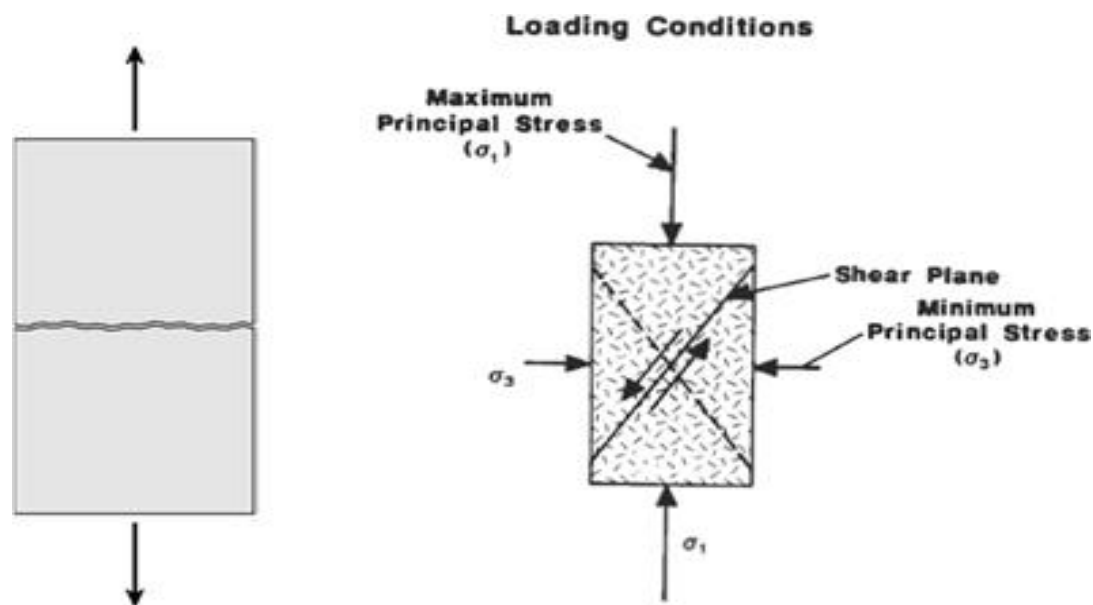 Loading Conditions
Maximum
Principal Stress
(σ₁)
Shear Plane
Minimum
Principal Stress
(σ₃)
σ₃
σ₁